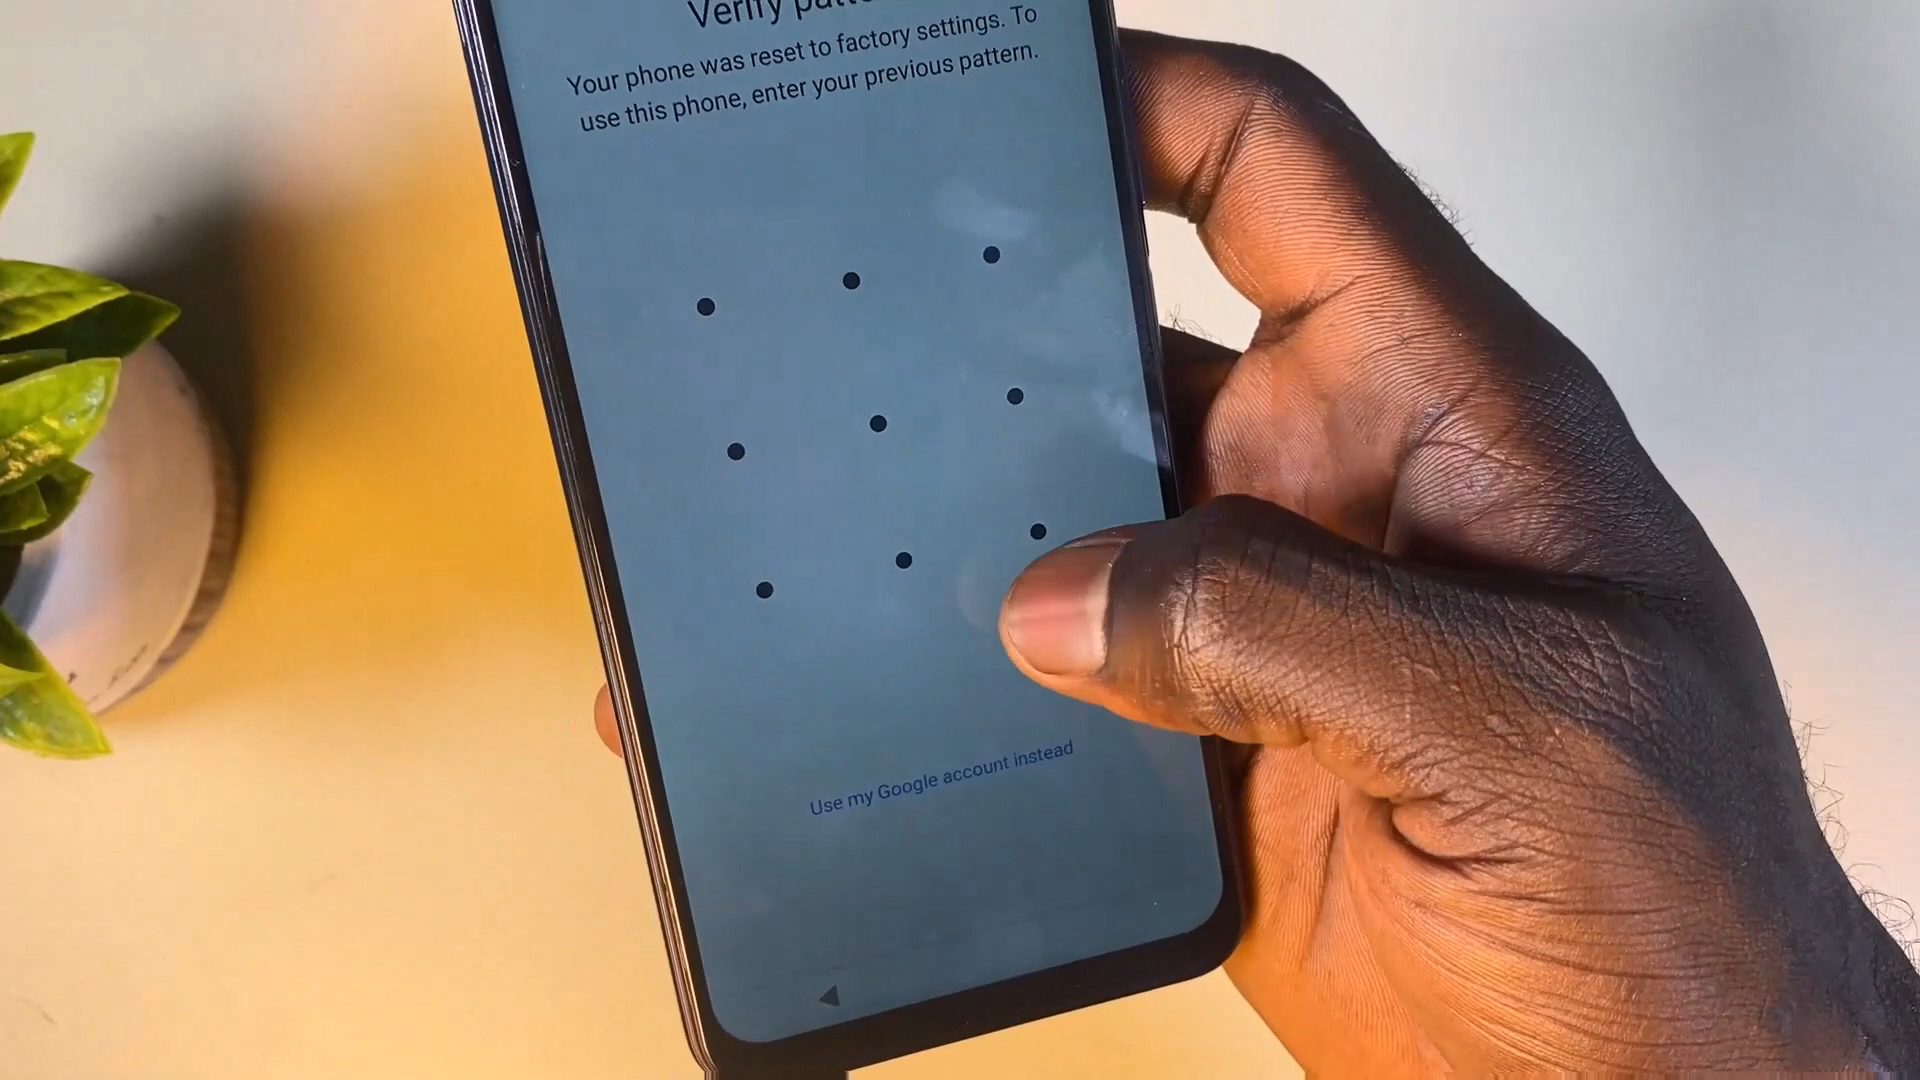 Verify
Your phone was reset to factory settings. To
use this phone, enter your previous pattern.
Use my Google account instead